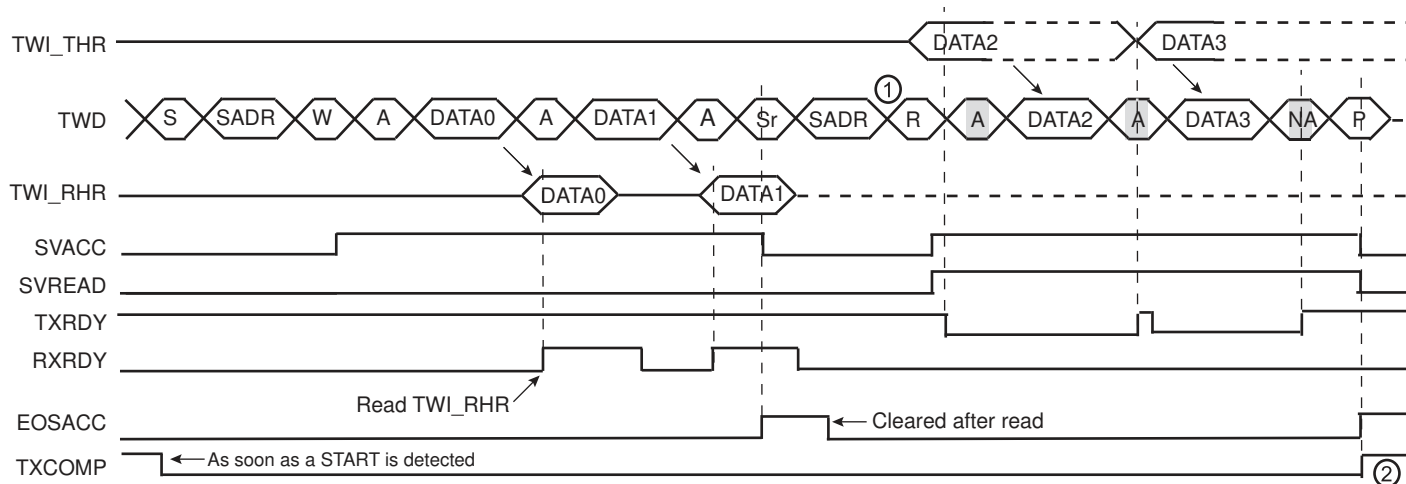 TWI_THR DATA2 DATA3
①
TWD S SADR W A DATA0 A DATA1 A Sr SADR R A DATA2 A DATA3 NA P
TWI_RHR DATA0 DATA1
SVACC
SVREAD
TXRDY
RXRDY
Read TWI_RHR
EOSACC Cleared after read
As soon as a START is detected
TXCOMP ②